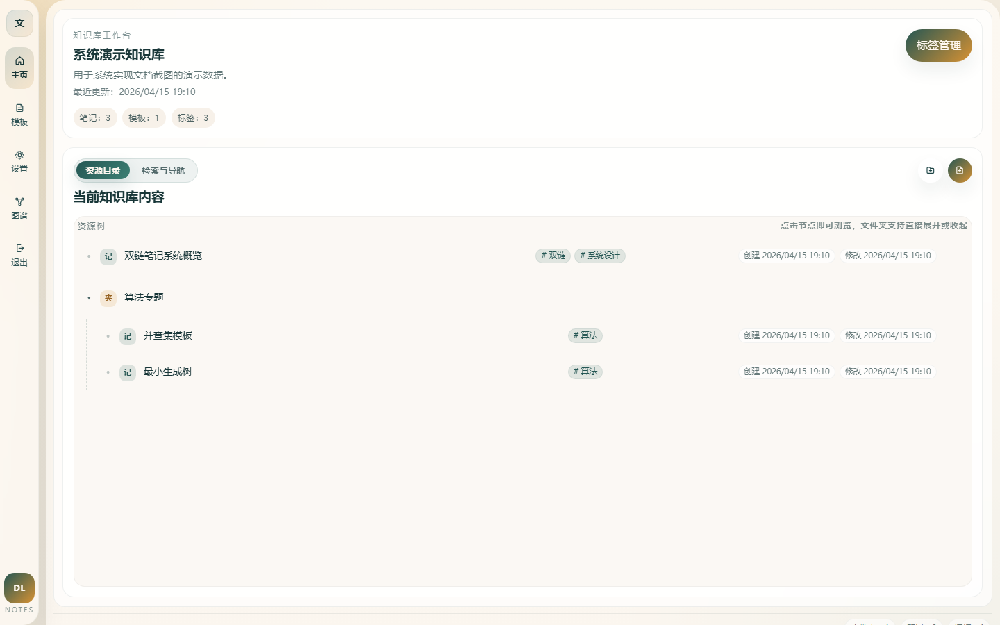 文
主页
模板
设置
图谱
退出
DL
NOTES
知识库工作台
系统演示知识库
用于系统实现文档截图的演示数据。
最近更新：2026/04/15 19:10
笔记：3
模板：1
标签：3
标签管理
资源目录
检索与导航
当前知识库内容
资源树
点击节点即可浏览，文件夹支持直接展开或收起
记 双链笔记系统概览 # 双链 # 系统设计 创建 2026/04/15 19:10 修改 2026/04/15 19:10
夹 算法专题
记 并查集模板 # 算法 创建 2026/04/15 19:10 修改 2026/04/15 19:10
记 最小生成树 # 算法 创建 2026/04/15 19:10 修改 2026/04/15 19:10